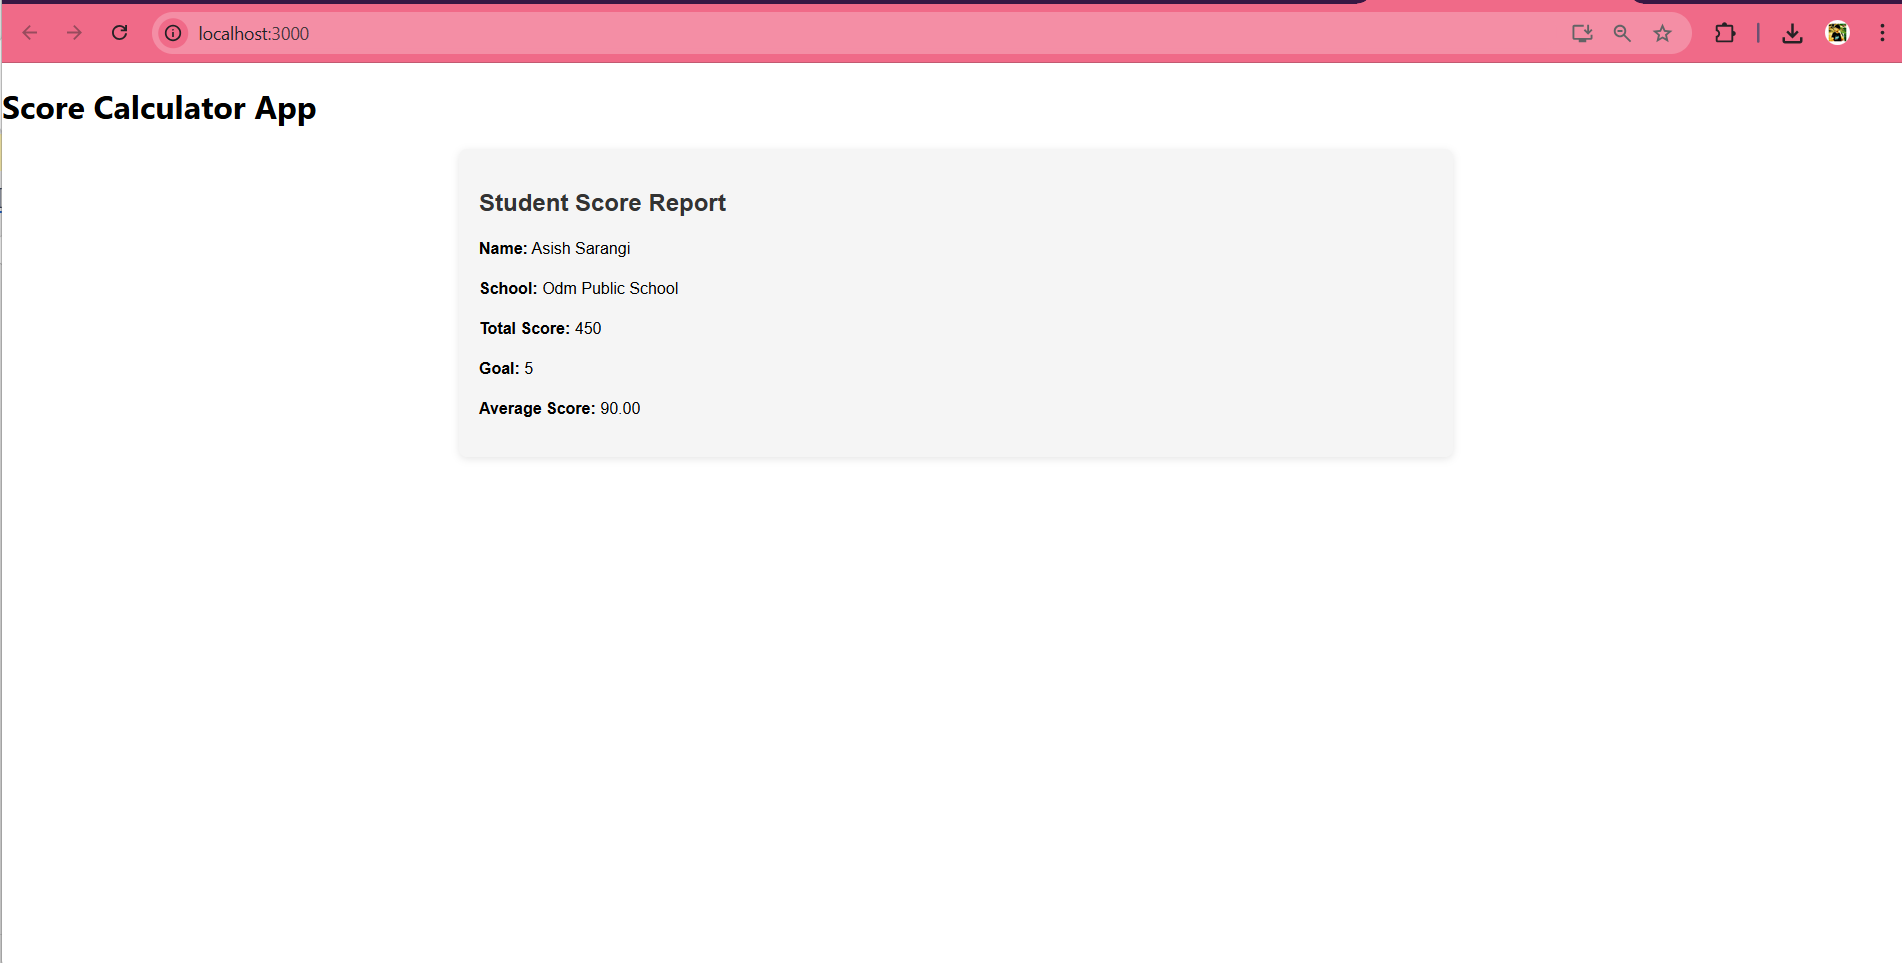 localhost:3000
Score Calculator App
Student Score Report
Name: Asish Sarangi
School: Odm Public School
Total Score: 450
Goal: 5
Average Score: 90.00